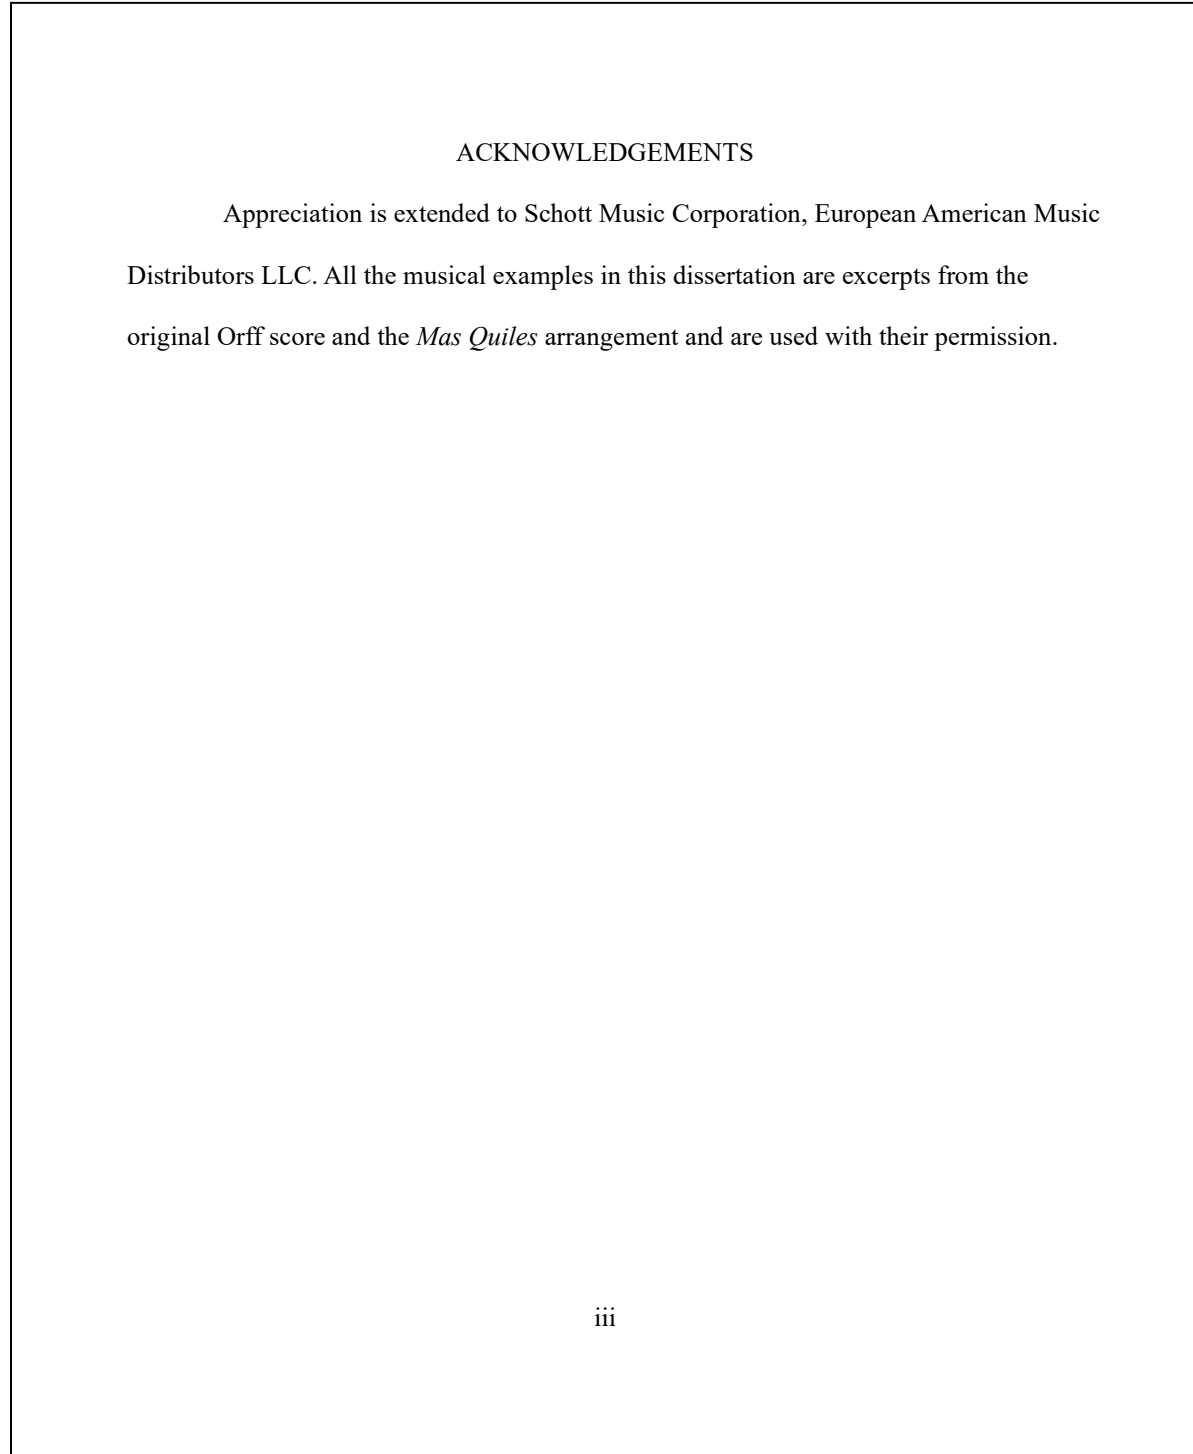 ACKNOWLEDGEMENTS
Appreciation is extended to Schott Music Corporation, European American Music
Distributors LLC. All the musical examples in this dissertation are excerpts from the
original Orff score and the Mas Quiles arrangement and are used with their permission.
iii